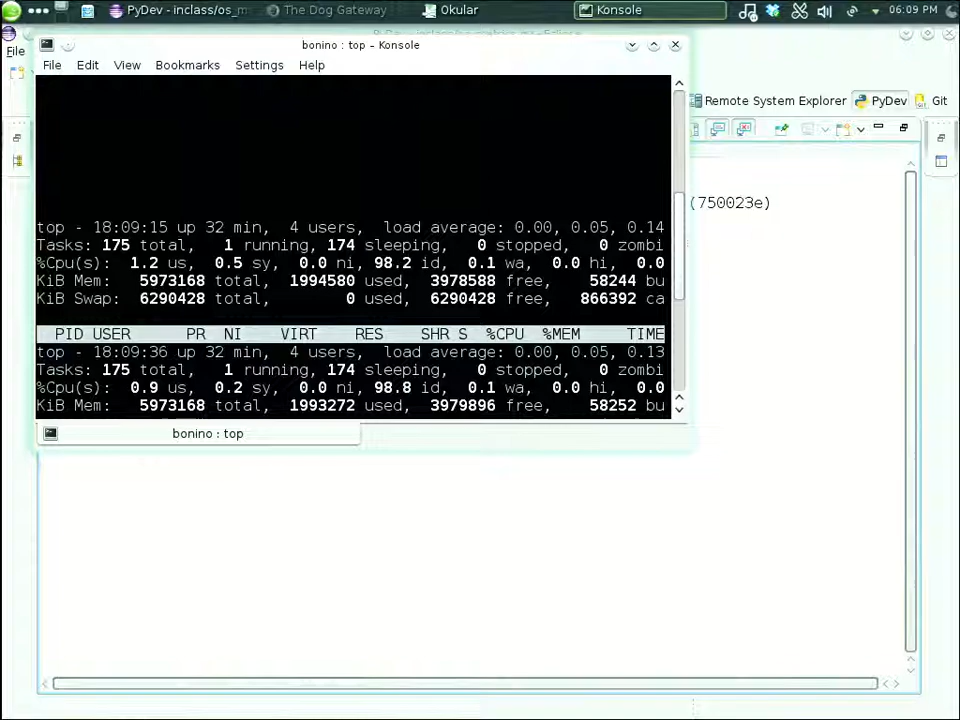 PyDev - inclass/os_m
The Dog Gateway
Okular
Konsole
06:09 PM
File
bonino : top – Konsole
File Edit View Bookmarks Settings Help
Remote System Explorer
PyDev
Git
(750023e)
top - 18:09:15 up 32 min, 4 users, load average: 0.00, 0.05, 0.14
Tasks: 175 total, 1 running, 174 sleeping, 0 stopped, 0 zombi
%Cpu(s): 1.2 us, 0.5 sy, 0.0 ni, 98.2 id, 0.1 wa, 0.0 hi, 0.0
KiB Mem: 5973168 total, 1994580 used, 3978588 free, 58244 bu
KiB Swap: 6290428 total, 0 used, 6290428 free, 866392 ca
PID USER PR NI VIRT RES SHR S %CPU %MEM TIME
top - 18:09:36 up 32 min, 4 users, load average: 0.00, 0.05, 0.13
Tasks: 175 total, 1 running, 174 sleeping, 0 stopped, 0 zombi
%Cpu(s): 0.9 us, 0.2 sy, 0.0 ni, 98.8 id, 0.1 wa, 0.0 hi, 0.0
KiB Mem: 5973168 total, 1993272 used, 3979896 free, 58252 bu
bonino : top